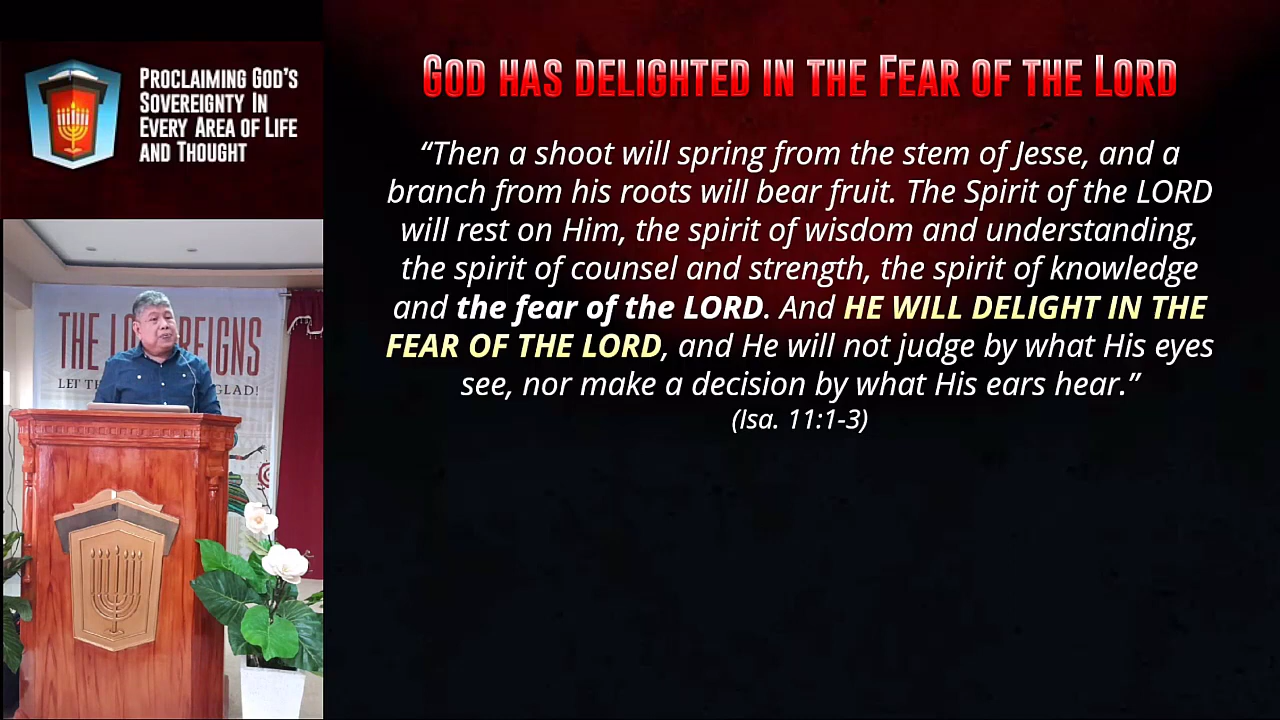 PROCLAIMING GOD'S
SOVEREIGNTY IN
EVERY AREA OF LIFE
AND THOUGHT
GOD HAS DELIGHTED IN THE FEAR OF THE LORD
“Then a shoot will spring from the stem of Jesse, and a
branch from his roots will bear fruit. The Spirit of the LORD
will rest on Him, the spirit of wisdom and understanding,
the spirit of counsel and strength, the spirit of knowledge
and the fear of the LORD. And HE WILL DELIGHT IN THE
FEAR OF THE LORD, and He will not judge by what His eyes
see, nor make a decision by what His ears hear.”
(Isa. 11:1-3)
THE LO REIGNS
LET TH GLAD!